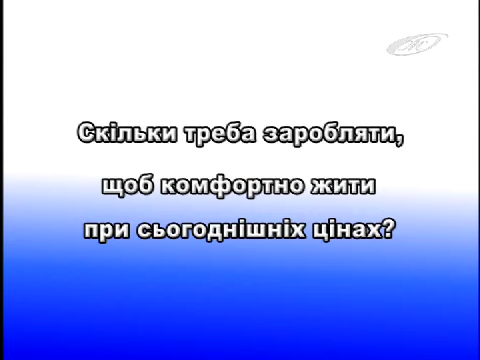 Скільки треба заробляти,
щоб комфортно жити
при сьогоднішніх цінах?